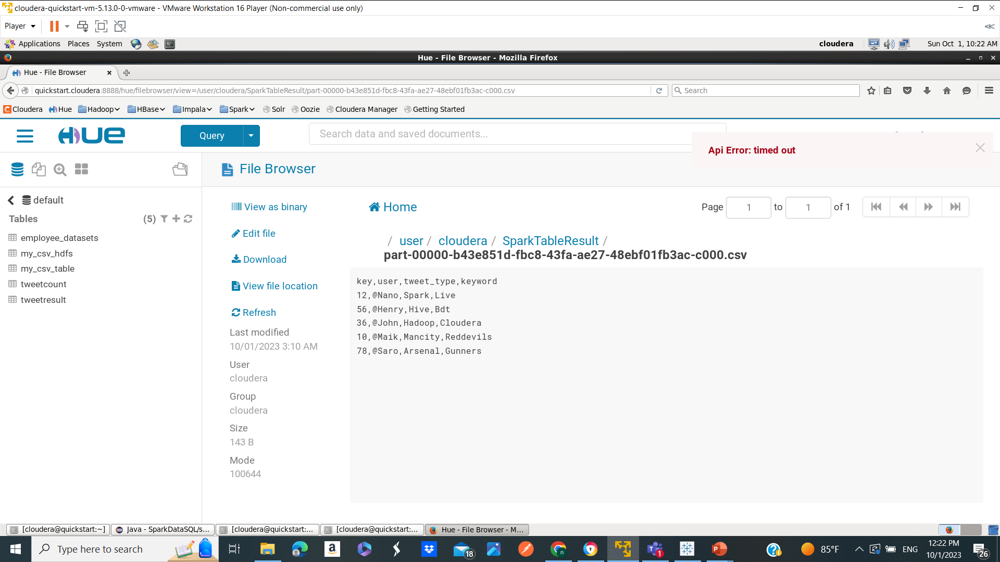 cloudera-quickstart-vm-5.13.0-0-vmware - VMware Workstation 16 Player (Non-commercial use only)
Player
Applications Places System cloudera Sun Oct 1, 10:22 AM
Hue - File Browser - Mozilla Firefox
Hue - File Browser
quickstart.cloudera:8888/hue/filebrowser/view=/user/cloudera/SparkTableResult/part-00000-b43e851d-fbc8-43fa-ae27-48ebf01fb3ac-c000.csv Search
Cloudera Hue Hadoop HBase Impala Spark Solr Oozie Cloudera Manager Getting Started
HUE Query Search data and saved documents...
Api Error: timed out
File Browser
default
Tables (5)
employee_datasets
my_csv_hdfs
my_csv_table
tweetcount
tweetresult
View as binary
Edit file
Download
View file location
Refresh
Last modified
10/01/2023 3:10 AM
User
cloudera
Group
cloudera
Size
143 B
Mode
100644
Home Page 1 to 1 of 1
/ user / cloudera / SparkTableResult /
part-00000-b43e851d-fbc8-43fa-ae27-48ebf01fb3ac-c000.csv
key,user,tweet_type,keyword
12,@Nano,Spark,Live
56,@Henry,Hive,Bdt
36,@John,Hadoop,Cloudera
10,@Maik,Mancity,Reddevils
78,@Saro,Arsenal,Gunners
[cloudera@quickstart:~] Java - SparkDataSQL/s... [cloudera@quickstart:... [cloudera@quickstart:... Hue - File Browser - M...
Type here to search 18 1 85°F ENG 12:22 PM
10/1/2023 26